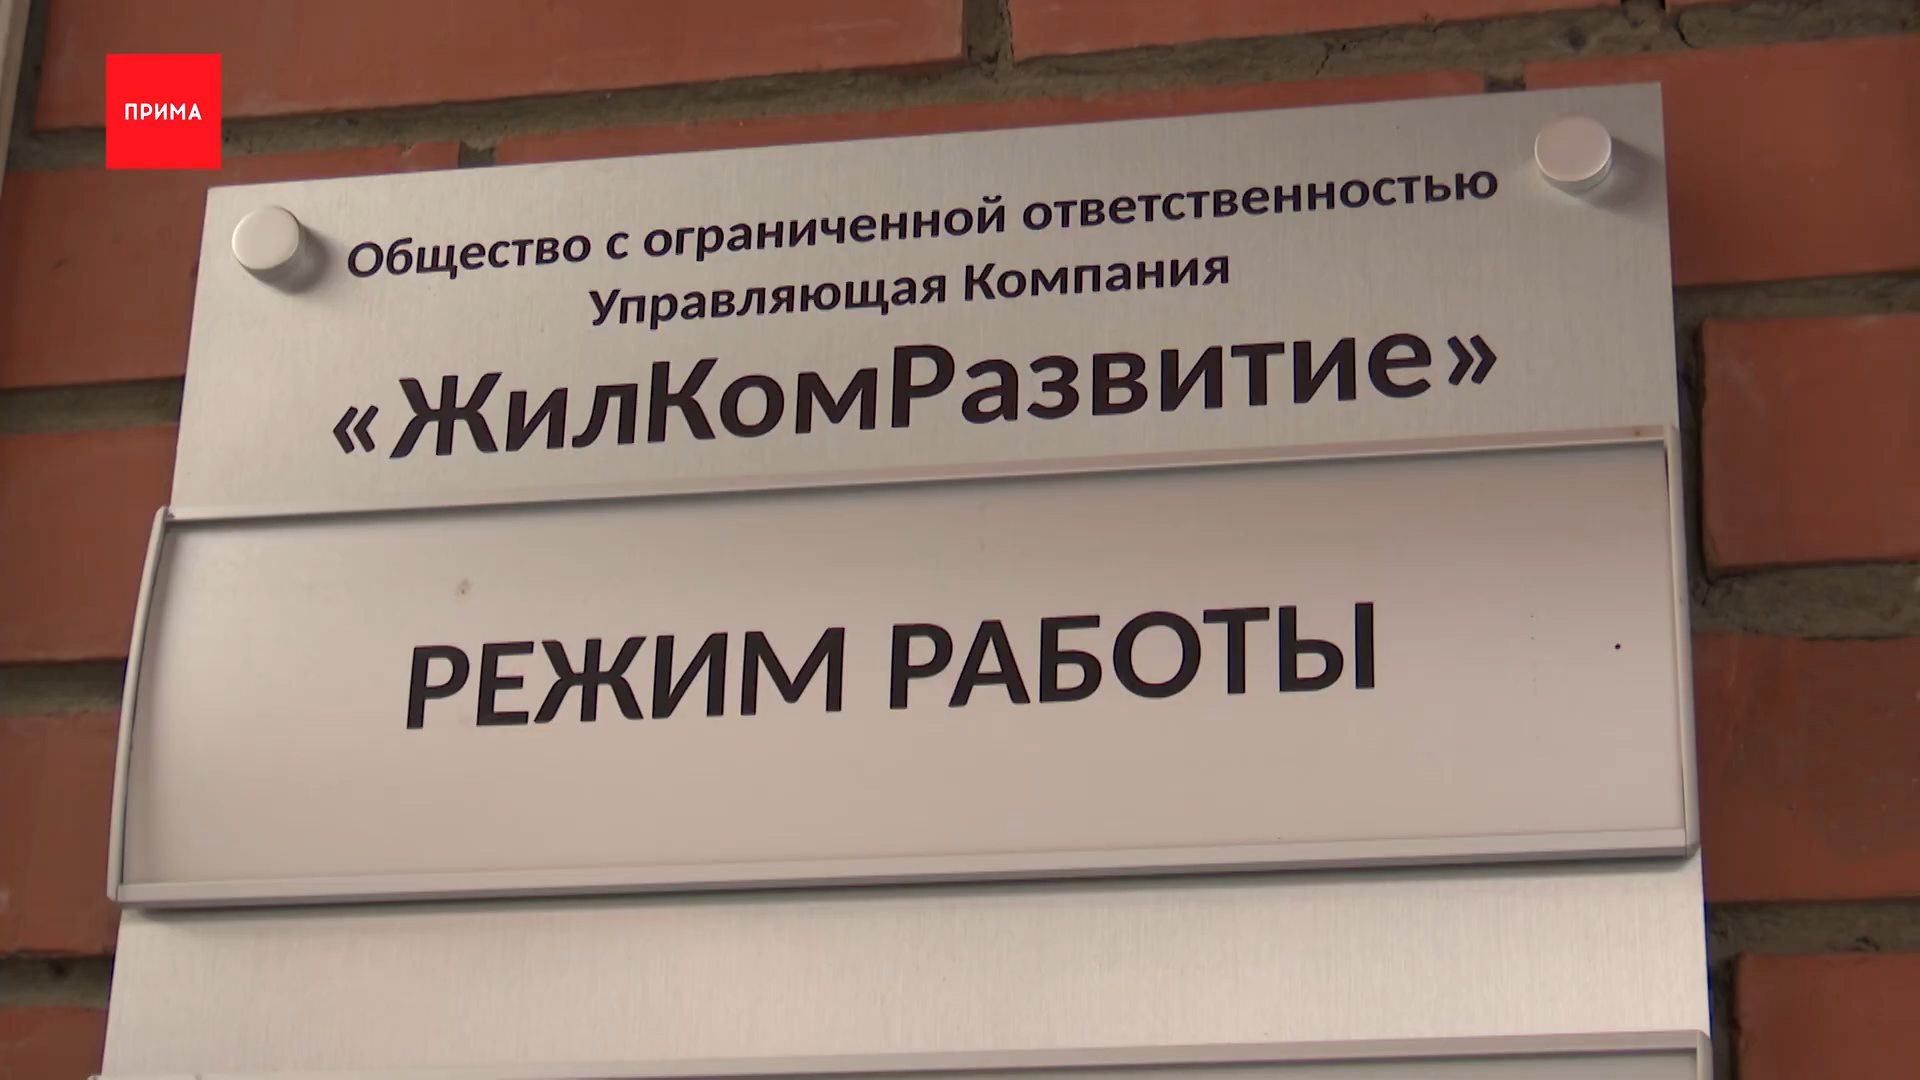 ПРИМА
Общество с ограниченной ответственностью
Управляющая Компания
«ЖилКомРазвитие»
РЕЖИМ РАБОТЫ